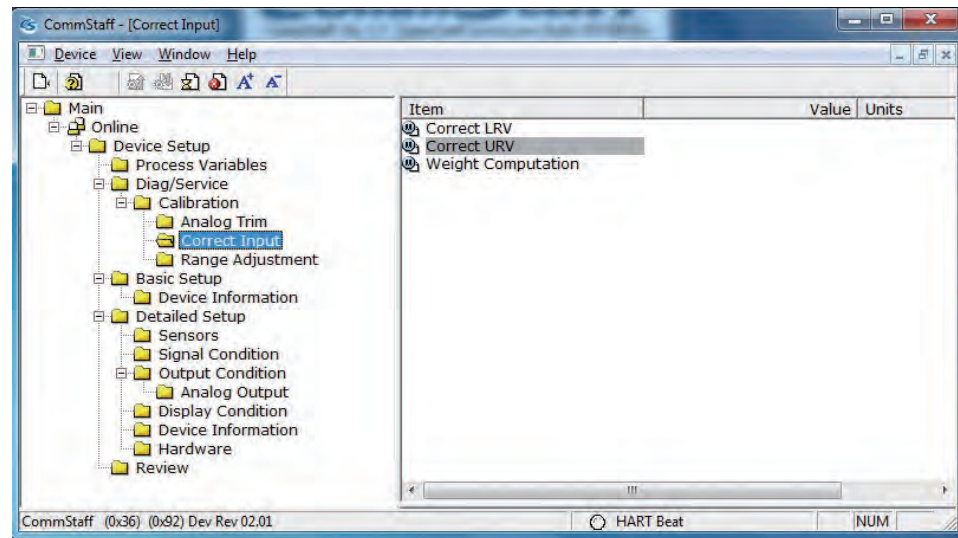 CommStaff - [Correct Input]
Device View Window Help
Main
Online
Device Setup
Process Variables
Diag/Service
Calibration
Analog Trim
Correct Input
Range Adjustment
Basic Setup
Device Information
Detailed Setup
Sensors
Signal Condition
Output Condition
Analog Output
Display Condition
Device Information
Hardware
Review
Item Value Units
Correct LRV
Correct URV
Weight Computation
CommStaff (0x36) (0x92) Dev Rev 02.01 HART Beat NUM